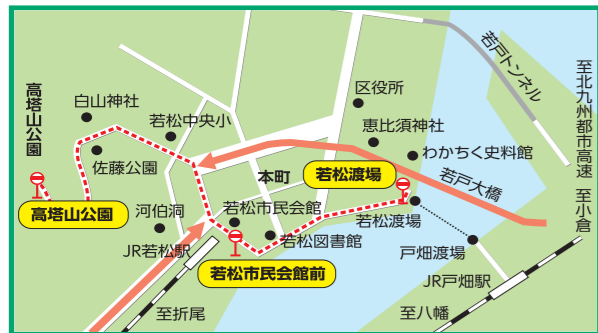 高塔山公園
白山神社
若松中央小
佐藤公園
高塔山公園
河伯洞
JR若松駅
至折尾
若松市民会館
若松図書館
若松市民会館前
本町
区役所
恵比須神社
わかちく史料館
若松渡場
若松渡場
若戸大橋
若戸トンネル
戸畑渡場
JR戸畑駅
至八幡
至北九州都市高速
至小倉